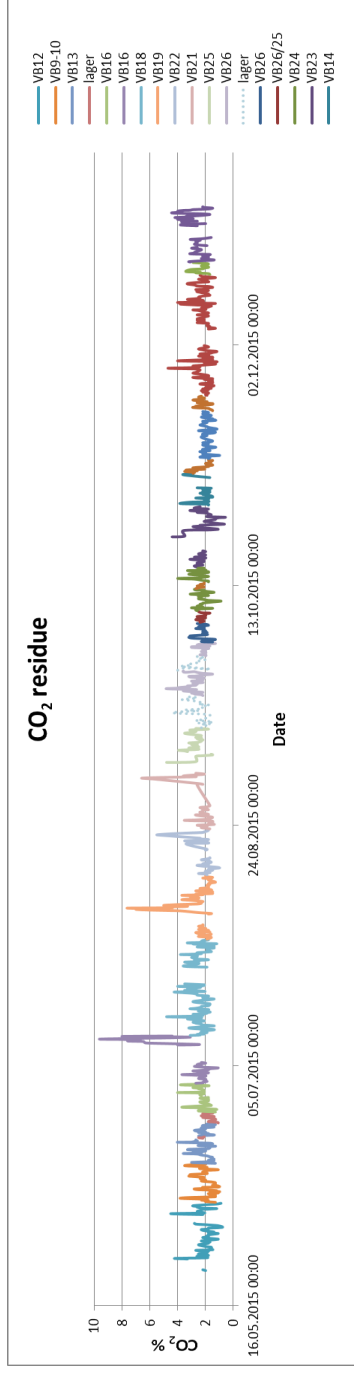 CO₂ residue
10
8
6
4
2
0
CO₂ %
16.05.2015 00:00
05.07.2015 00:00
24.08.2015 00:00
13.10.2015 00:00
02.12.2015 00:00
Date
VB12
VB9-10
VB13
lager
VB16
VB16
VB18
VB19
VB22
VB21
VB25
VB26
lager
VB26
VB26/25
VB24
VB23
VB14